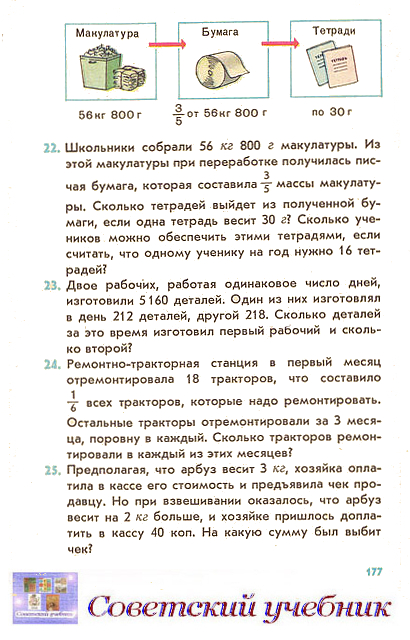 Макулатура
Бумага
Тетради
56 кг 800 г
3/5 от 56 кг 800 г
по 30 г
22. Школьники собрали 56 кг 800 г макулатуры. Из
этой макулатуры при переработке получилась пис-
чая бумага, которая составила 3/5 массы макулату-
ры. Сколько тетрадей выйдет из полученной бу-
маги, если одна тетрадь весит 30 г? Сколько уче-
ников можно обеспечить этими тетрадями, если
считать, что одному ученику на год нужно 16 тет-
радей?
23. Двое рабочих, работая одинаковое число дней,
изготовили 5 160 деталей. Один из них изготовлял
в день 212 деталей, другой 218. Сколько деталей
за это время изготовил первый рабочий и сколь-
ко второй?
24. Ремонтно-тракторная станция в первый месяц
отремонтировала 18 тракторов, что составило
1/6 всех тракторов, которые надо ремонтировать.
Остальные тракторы отремонтировали за 3 меся-
ца, поровну в каждый. Сколько тракторов ремон-
тировали в каждый из этих месяцев?
25. Предполагая, что арбуз весит 3 кг, хозяйка опла-
тила в кассе его стоимость и предъявила чек про-
давцу. Но при взвешивании оказалось, что арбуз
весит на 2 кг больше, и хозяйке пришлось допла-
тить в кассу 40 коп. На какую сумму был выбит
чек?
177
Советский учебник